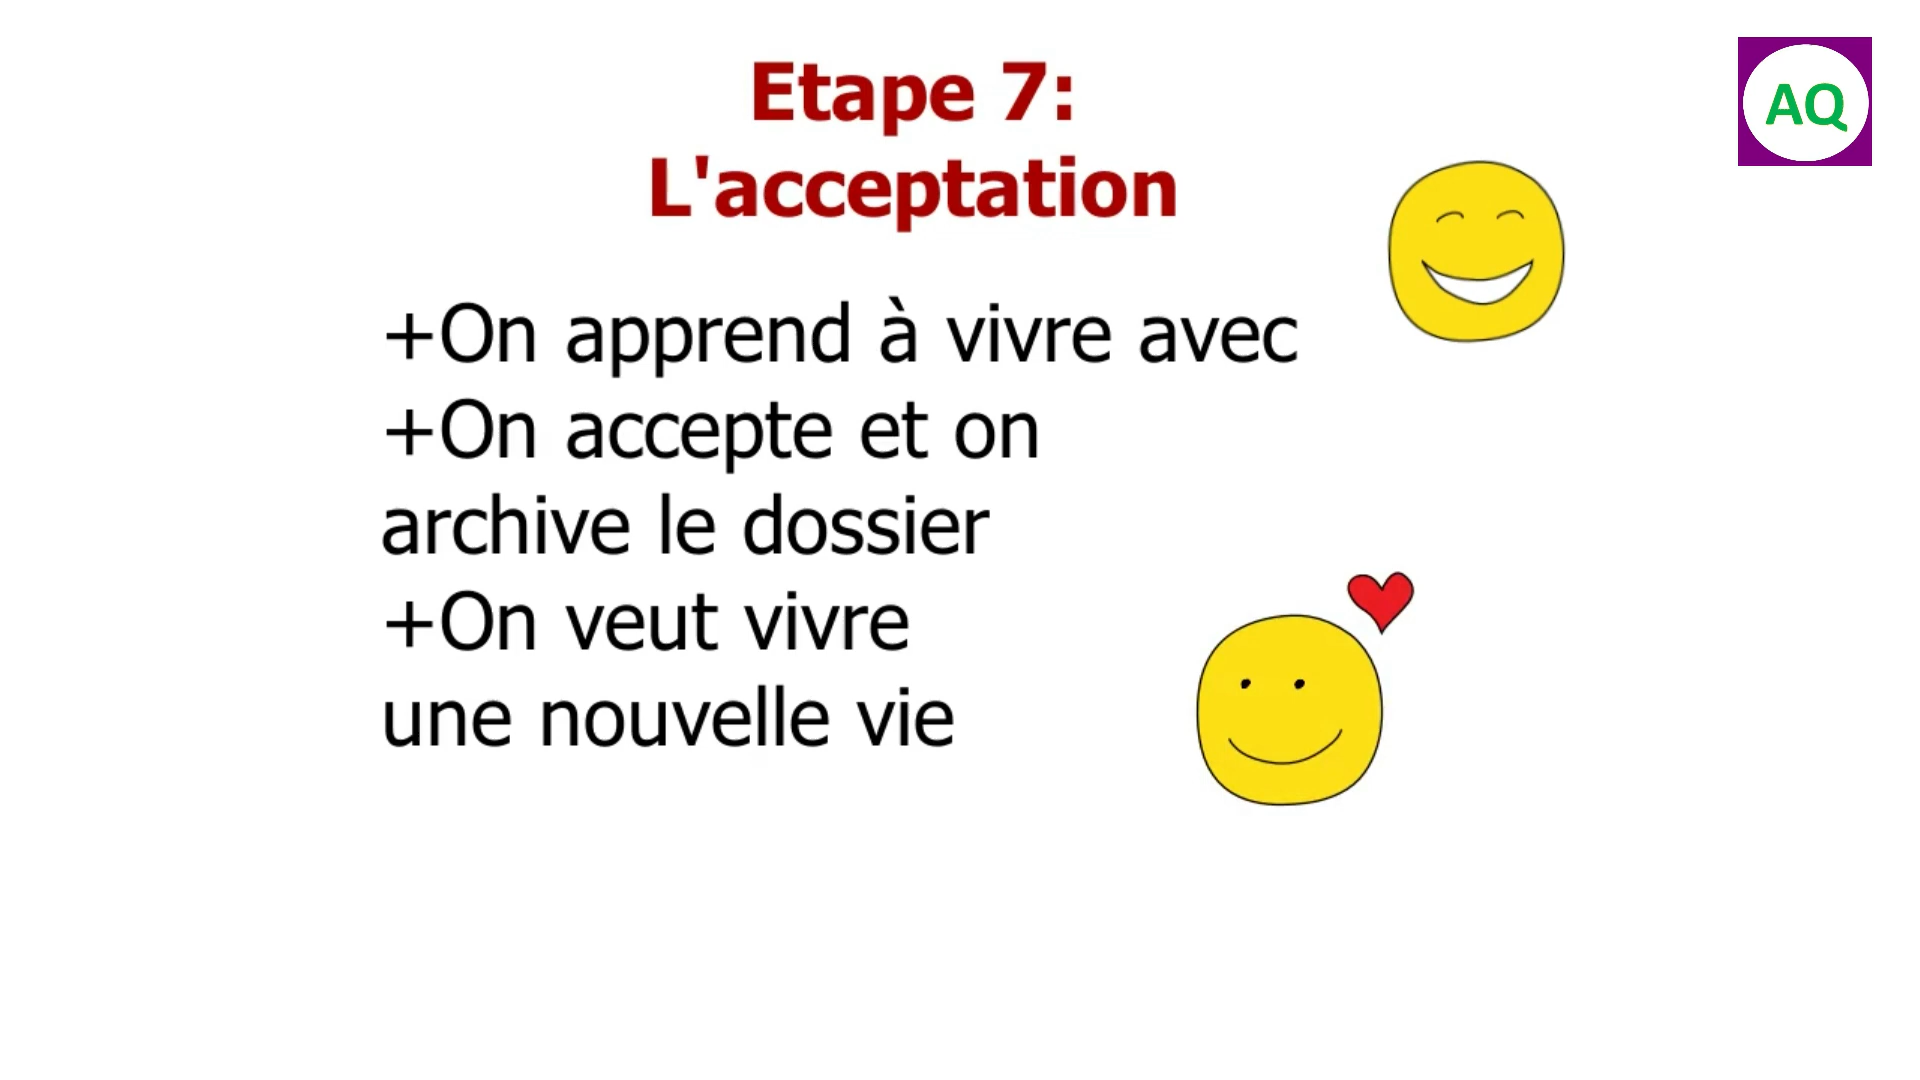 Etape 7:
L'acceptation
AQ
+On apprend à vivre avec
+On accepte et on
archive le dossier
+On veut vivre
une nouvelle vie